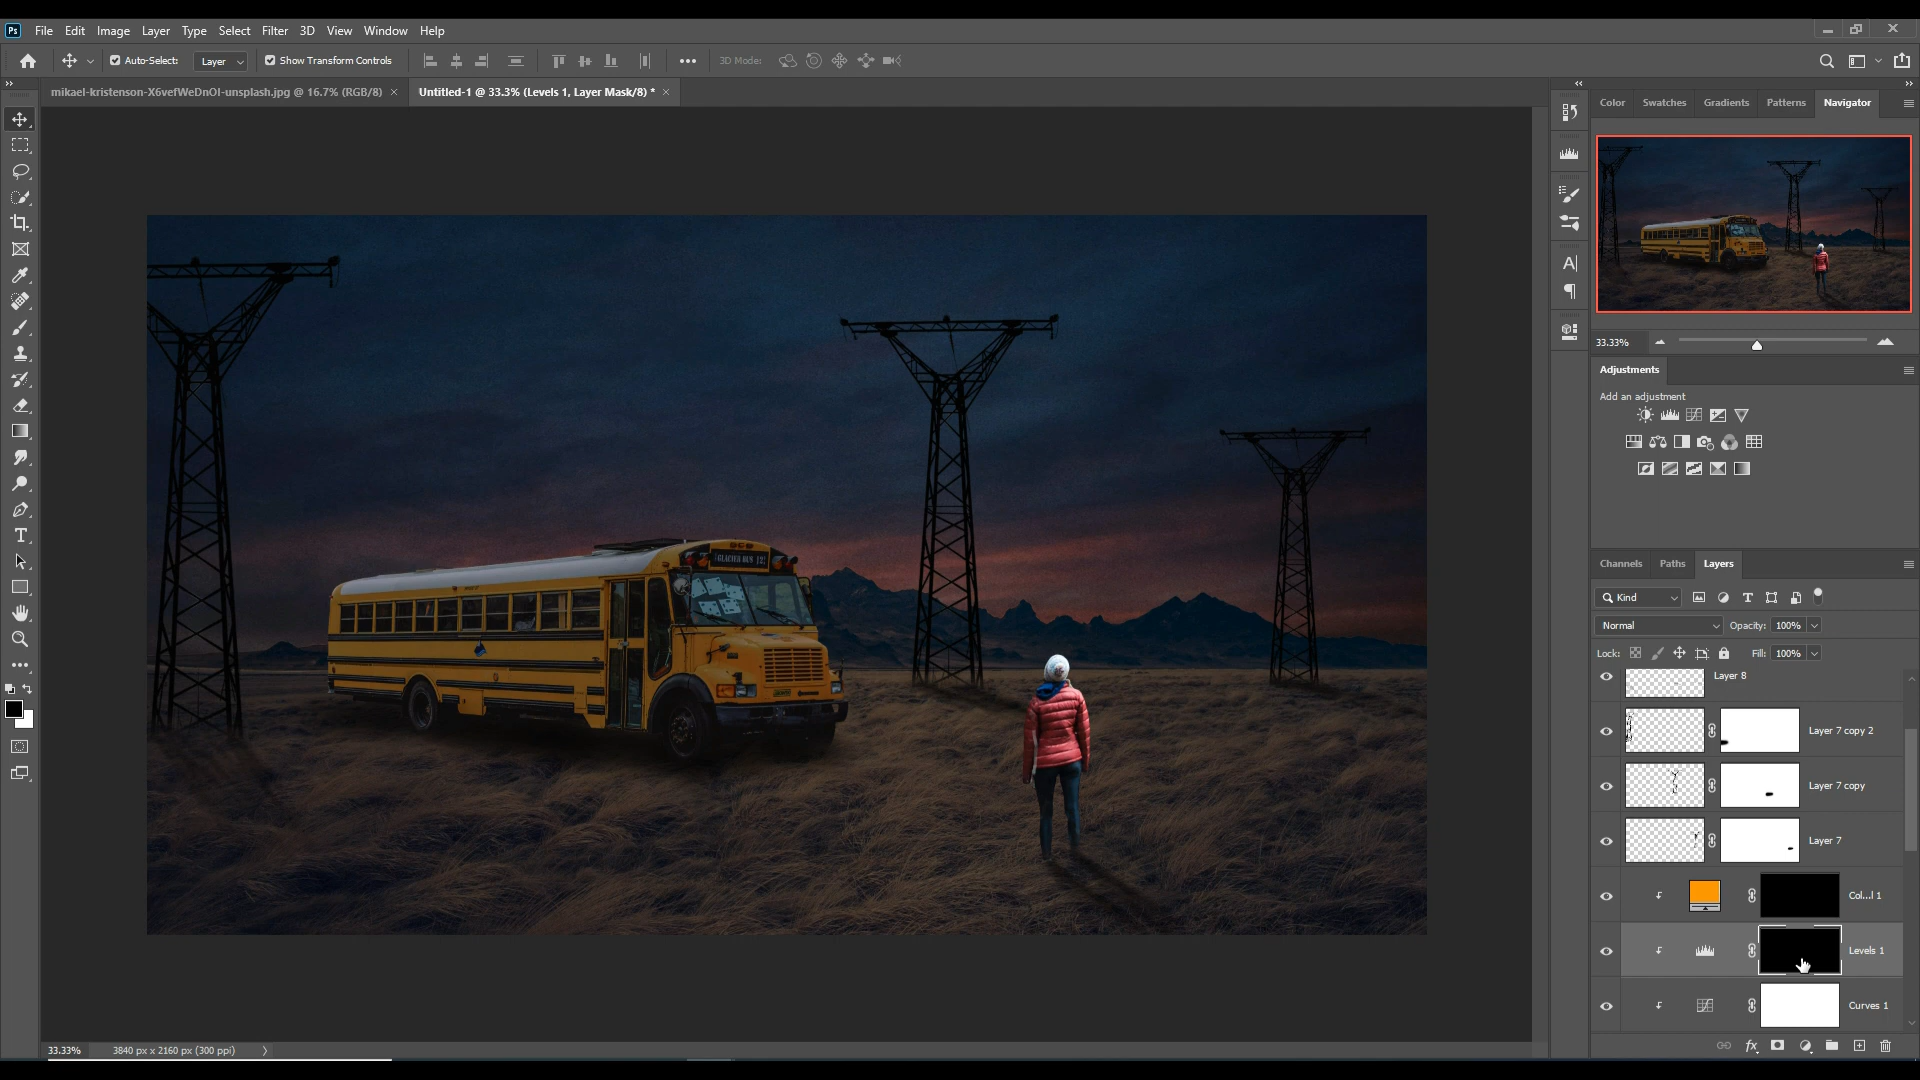 Ps File Edit Image Layer Type Select Filter 3D View Window Help
Auto-Select: Layer Show Transform Controls 3D Mode:
mikael-kristenson-X6vefWeDnOI-unsplash.jpg @ 16.7% (RGB/8) × Untitled-1 @ 33.3% (Levels 1, Layer Mask/8) * ×
Color Swatches Gradients Patterns Navigator
33.33%
Adjustments
Add an adjustment
GLACIER BUS 121
Channels Paths Layers
Kind
Normal Opacity: 100%
Lock: Fill: 100%
Layer 8
Layer 7 copy 2
Layer 7 copy
Layer 7
Col...l 1
Levels 1
Curves 1
33.33% 3840 px x 2160 px (300 ppi)